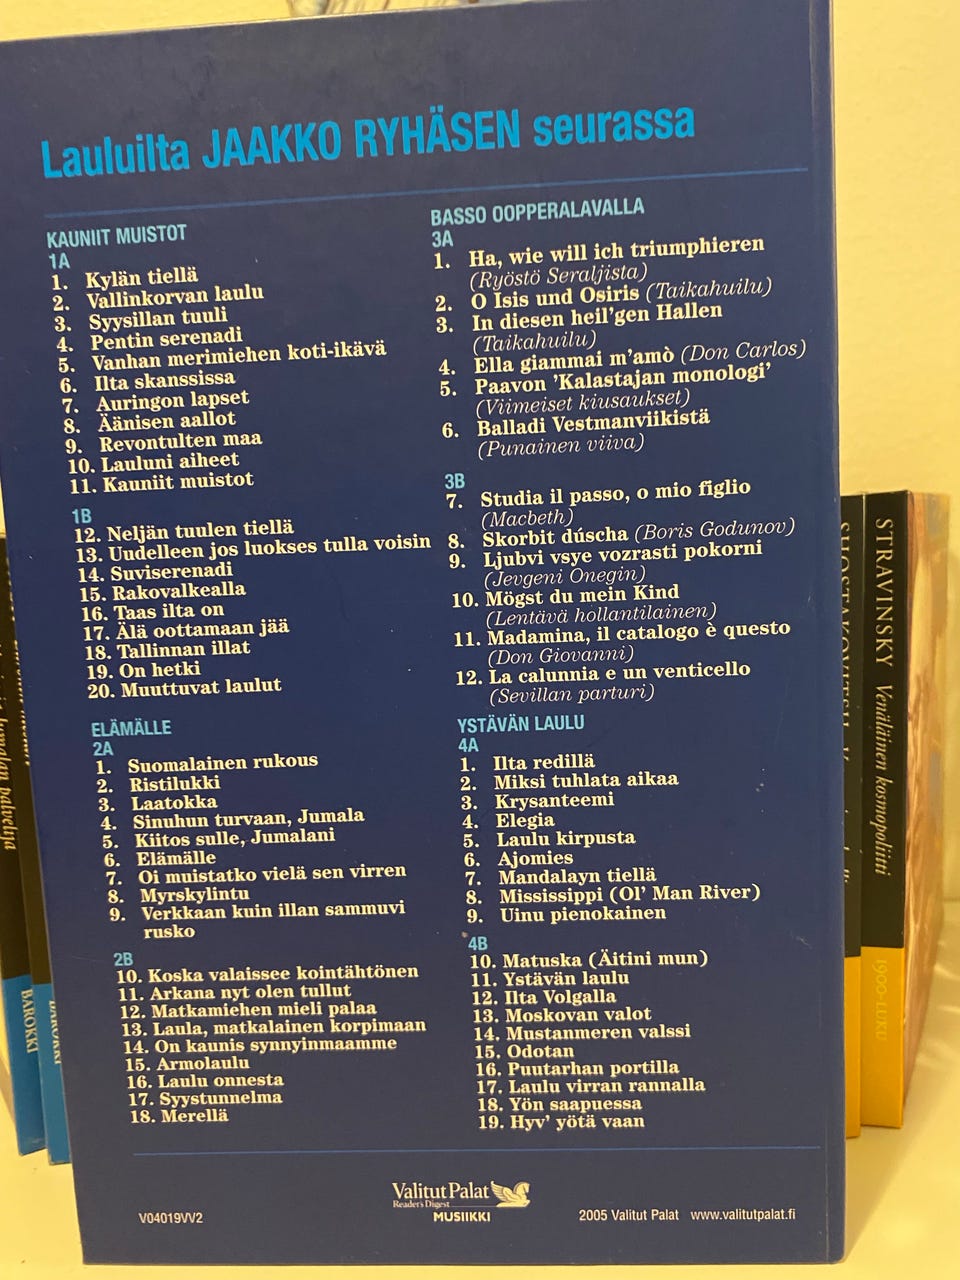 Lauluilta JAAKKO RYHÄSEN seurassa
KAUNIIT MUISTOT
1A
1. Kylän tiellä
2. Vallinkorvan laulu
3. Syysillan tuuli
4. Pentin serenadi
5. Vanhan merimiehen koti-ikävä
6. Ilta skanssissa
7. Auringon lapset
8. Äänisen aallot
9. Revontulten maa
10. Lauluni aiheet
11. Kauniit muistot
1B
12. Neljän tuulen tiellä
13. Uudelleen jos luokses tulla voisin
14. Suviserenadi
15. Rakovalkealla
16. Taas ilta on
17. Älä oottamaan jää
18. Tallinnan illat
19. On hetki
20. Muuttuvat laulut
ELÄMÄLLE
2A
1. Suomalainen rukous
2. Ristilukki
3. Laatokka
4. Sinuhun turvaan, Jumala
5. Kiitos sulle, Jumalani
6. Elämälle
7. Oi muistatko vielä sen virren
8. Myrskylintu
9. Verkkaan kuin illan sammuvi
rusko
2B
10. Koska valaissee kointähtönen
11. Arkana nyt olen tullut
12. Matkamiehen mieli palaa
13. Laula, matkalainen korpimaan
14. On kaunis synnyinmaamme
15. Armolaulu
16. Laulu onnesta
17. Syystunnelma
18. Merellä
BASSO OOPPERALAVALLA
3A
1. Ha, wie will ich triumphieren
(Ryöstö Seraljista)
2. O Isis und Osiris (Taikahuilu)
3. In diesen heil'gen Hallen
(Taikahuilu)
4. Ella giammai m'amò (Don Carlos)
5. Paavon 'Kalastajan monologi'
(Viimeiset kiusaukset)
6. Balladi Vestmanviikistä
(Punainen viiva)
3B
7. Studia il passo, o mio figlio
(Macbeth)
8. Skorbit dúscha (Boris Godunov)
9. Ljubvi vsye vozrasti pokorni
(Jevgeni Onegin)
10. Mögst du mein Kind
(Lentävä hollantilainen)
11. Madamina, il catalogo è questo
(Don Giovanni)
12. La calunnia e un venticello
(Sevillan parturi)
YSTÄVÄN LAULU
4A
1. Ilta redillä
2. Miksi tuhlata aikaa
3. Krysanteemi
4. Elegia
5. Laulu kirpusta
6. Ajomies
7. Mandalayn tiellä
8. Mississippi (Ol' Man River)
9. Uinu pienokainen
4B
10. Matuska (Äitini mun)
11. Ystävän laulu
12. Ilta Volgalla
13. Moskovan valot
14. Mustanmeren valssi
15. Odotan
16. Puutarhan portilla
17. Laulu virran rannalla
18. Yön saapuessa
19. Hyv' yötä vaan
V04019VV2
Valitut Palat
Reader's Digest
MUSIIKKI
2005 Valitut Palat www.valitutpalat.fi
STRAVINSKY Venäläinen kosmopoliitti
1900-LUKU
BAROKKI